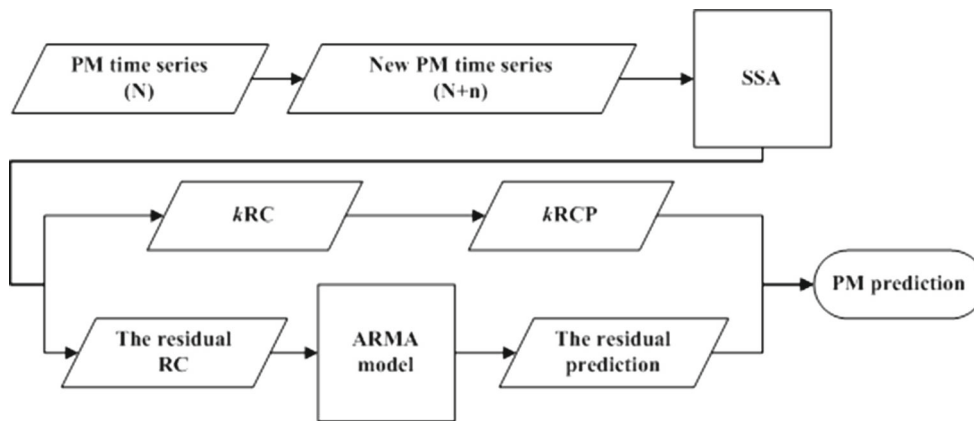 PM time series
(N)
New PM time series
(N+n)
SSA
kRC
kRCP
PM prediction
The residual
RC
ARMA
model
The residual
prediction